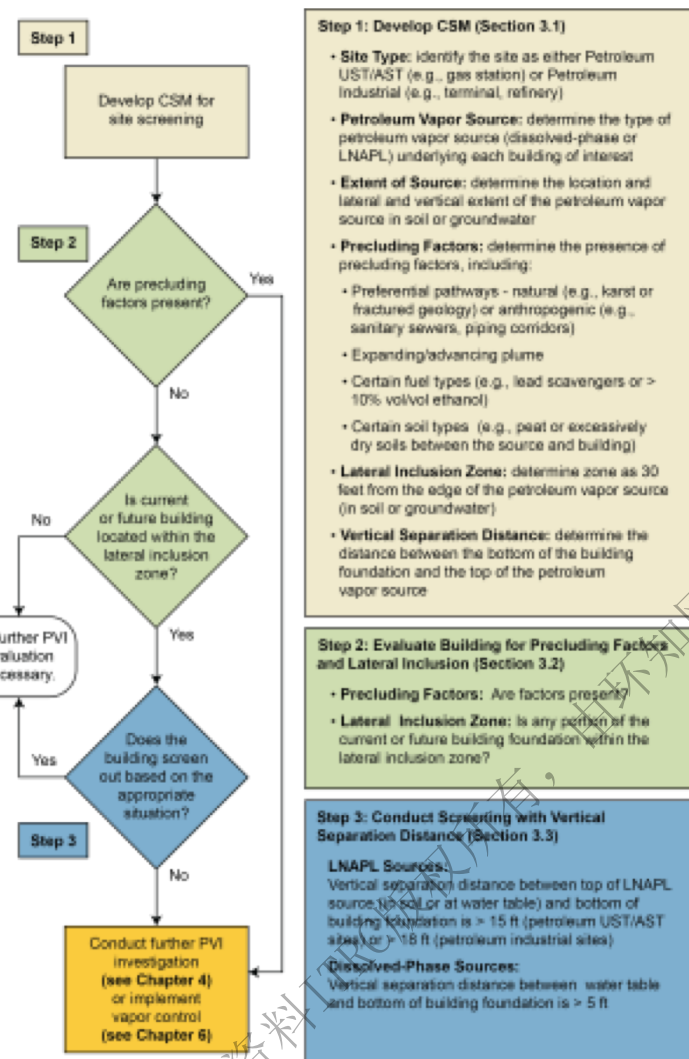 Step 1
Develop CSM for
site screening
Step 2
Are precluding
factors present?
Yes
No
Is current
or future building
located within the
lateral inclusion
zone?
No
Yes
further PVI
Does the
building screen
out based on the
appropriate
situation?
Yes
Step 3
No
Conduct further PVI
investigation
(see Chapter 4)
or implement
vapor control
(see Chapter 6)
Step 1: Develop CSM (Section 3.1)
• Site Type: identify the site as either Petroleum
UST/AST (e.g., gas station) or Petroleum
Industrial (e.g., terminal, refinery)
• Petroleum Vapor Source: determine the type of
petroleum vapor source (dissolved-phase or
LNAPL) underlying each building of interest
• Extent of Source: determine the location and
lateral and vertical extent of the petroleum vapor
source in soil or groundwater
• Precluding Factors: determine the presence of
precluding factors, including:
• Preferential pathways - natural (e.g., karst or
fractured geology) or anthropogenic (e.g.,
sanitary sewers, piping corridors)
• Expanding/advancing plume
• Certain fuel types (e.g., lead scavengers or >
10% vol/vol ethanol)
• Certain soil types (e.g., peat or excessively
dry soils between the source and building)
• Lateral Inclusion Zone: determine zone as 30
feet from the edge of the petroleum vapor source
(in soil or groundwater)
• Vertical Separation Distance: determine the
distance between the bottom of the building
foundation and the top of the petroleum
vapor source
Step 2: Evaluate Building for Precluding Factors
and Lateral Inclusion (Section 3.2)
• Precluding Factors: Are factors present?
• Lateral Inclusion Zone: Is any portion of the
current or future building foundation within the
lateral inclusion zone?
Step 3: Conduct Screening with Vertical
Separation Distance (Section 3.3)
LNAPL Sources:
Vertical separation distance between top of LNAPL
source (in soil or at water table) and bottom of
building foundation is > 15 ft (petroleum UST/AST
sites) or > 18 ft (petroleum industrial sites)
Dissolved-Phase Sources:
Vertical separation distance between water table
and bottom of building foundation is > 5 ft
资料ITRC版权所有，由环知